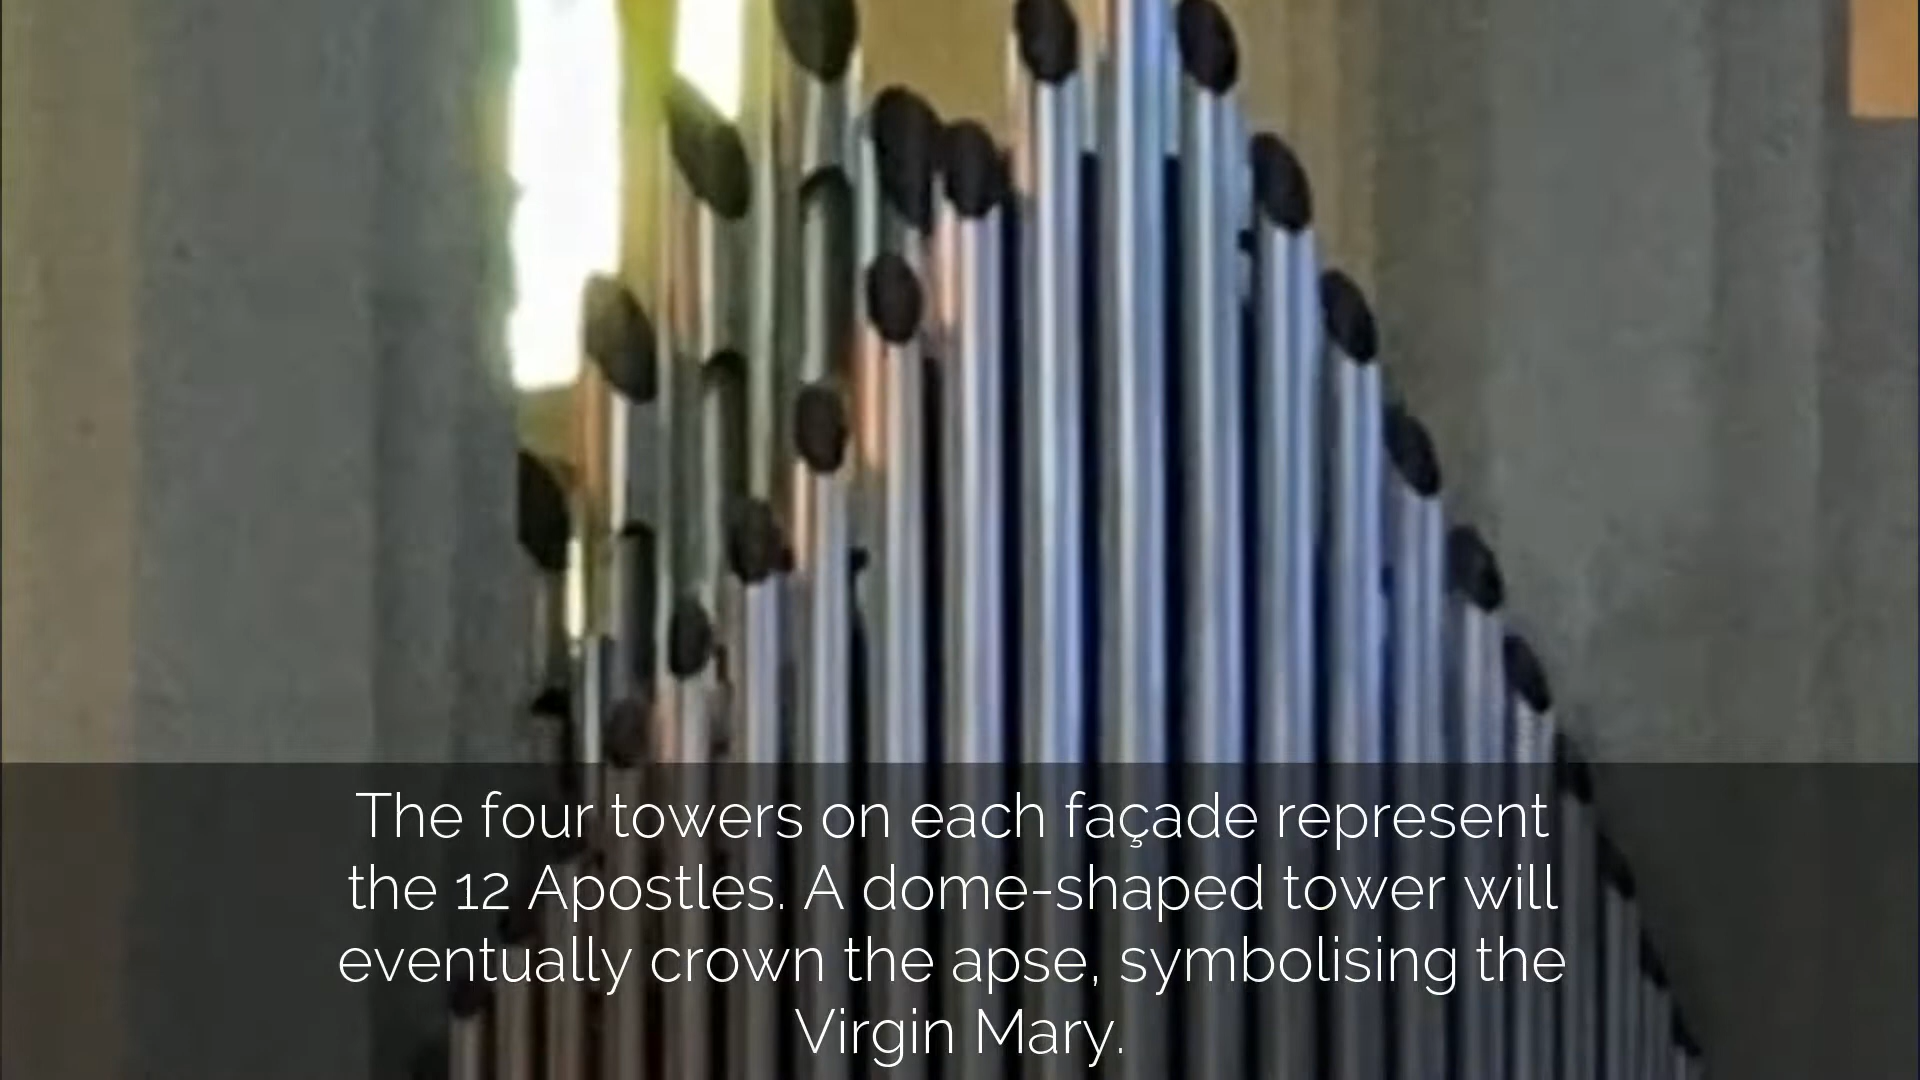 The four towers on each façade represent
the 12 Apostles. A dome-shaped tower will
eventually crown the apse, symbolising the
Virgin Mary.